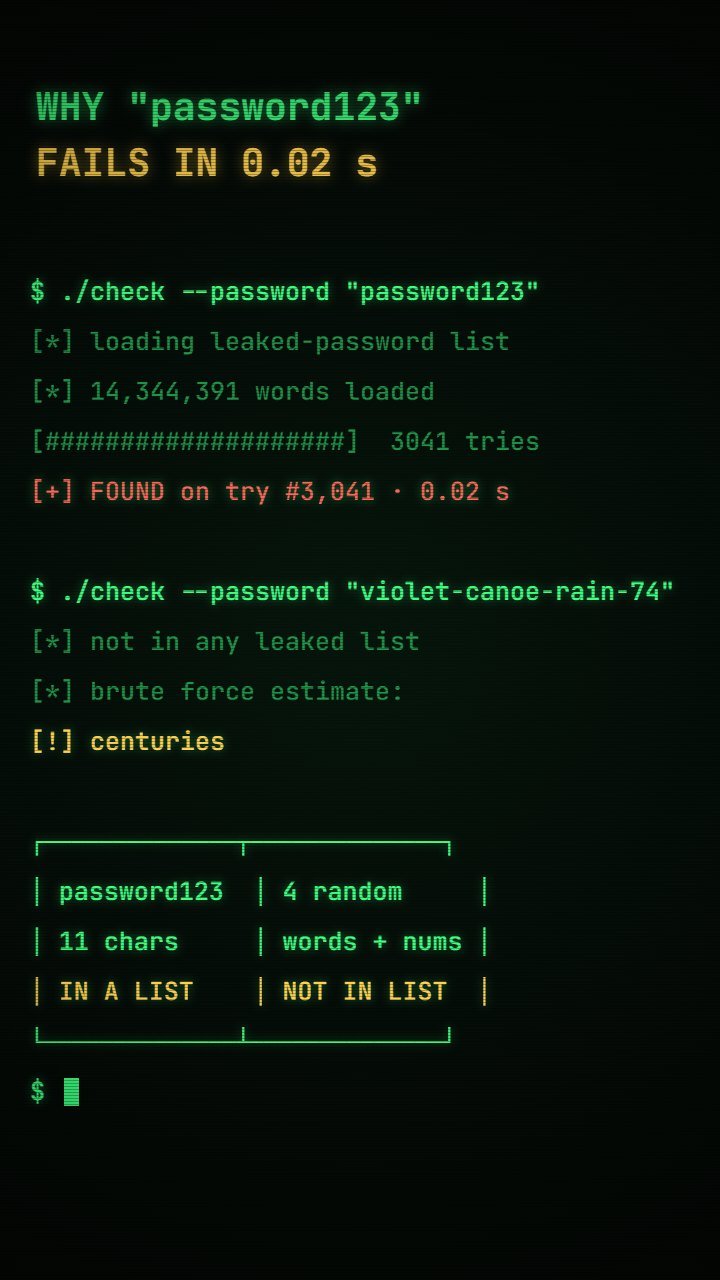 WHY "password123"
FAILS IN 0.02 s
$ ./check --password "password123"
[*] loading leaked-password list
[*] 14,344,391 words loaded
[####################]  3041 tries
[+] FOUND on try #3,041 · 0.02 s
$ ./check --password "violet-canoe-rain-74"
[*] not in any leaked list
[*] brute force estimate:
[!] centuries
┌─────────────┬─────────────┐
│ password123  │ 4 random     │
│ 11 chars     │ words + nums │
│ IN A LIST    │ NOT IN LIST  │
└─────────────┴─────────────┘
$ █